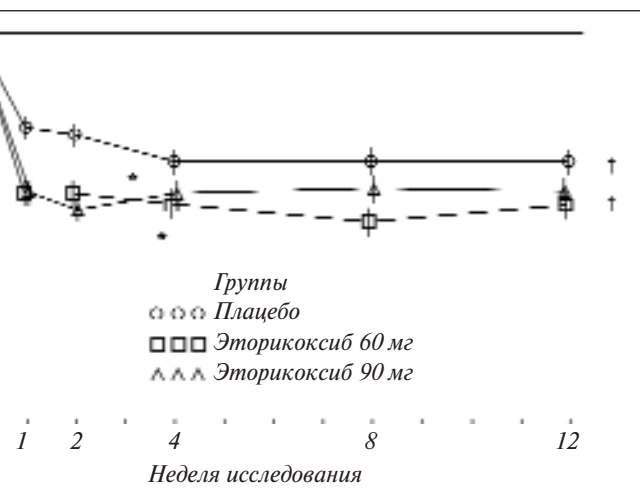 †
†
*
*
Группы
Плацебо
Эторикоксиб 60 мг
Эторикоксиб 90 мг
1 2 4 8 12
Неделя исследования